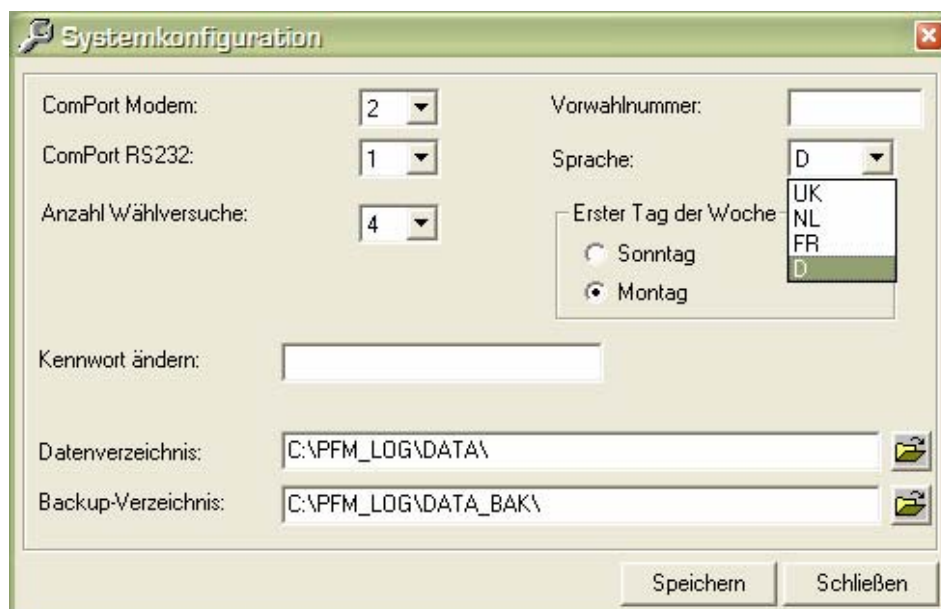 Systemkonfiguration
ComPort Modem: 2
Vorwahlnummer:
ComPort RS232: 1
Sprache: D
UK
NL
FR
D
Anzahl Wählversuche: 4
Erster Tag der Woche
Sonntag
Montag
Kennwort ändern:
Datenverzeichnis: C:\PFM_LOG\DATA\
Backup-Verzeichnis: C:\PFM_LOG\DATA_BAK\
Speichern
Schließen